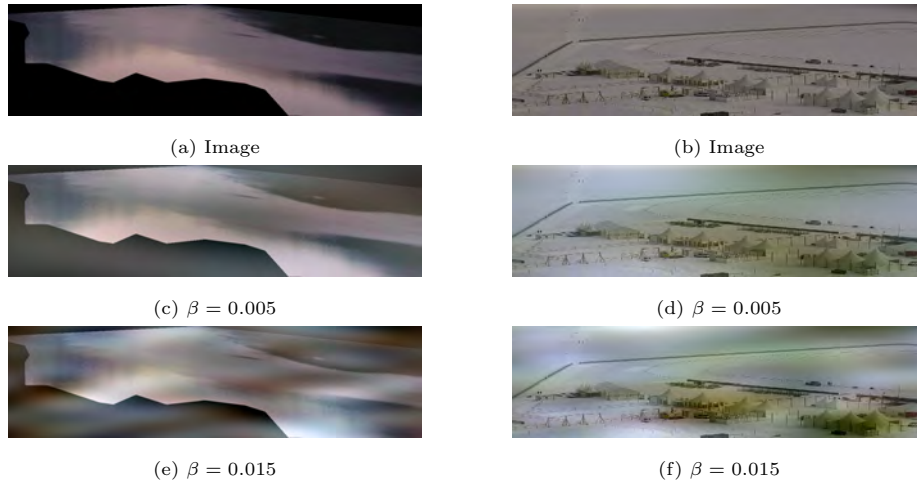 (a) Image
(b) Image
(c) β = 0.005
(d) β = 0.005
(e) β = 0.015
(f) β = 0.015